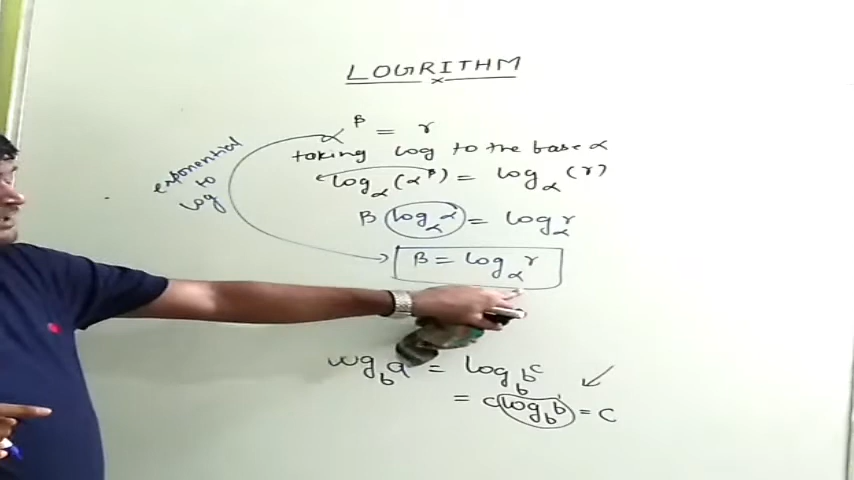 LOGRITHM
α^β = r
taking log to the base α
log_α(α^β) = log_α(r)
β log_α α = log_α r
β = log_α r
exponential
to
log
log_b a = log_b b^c
= c log_b b = c